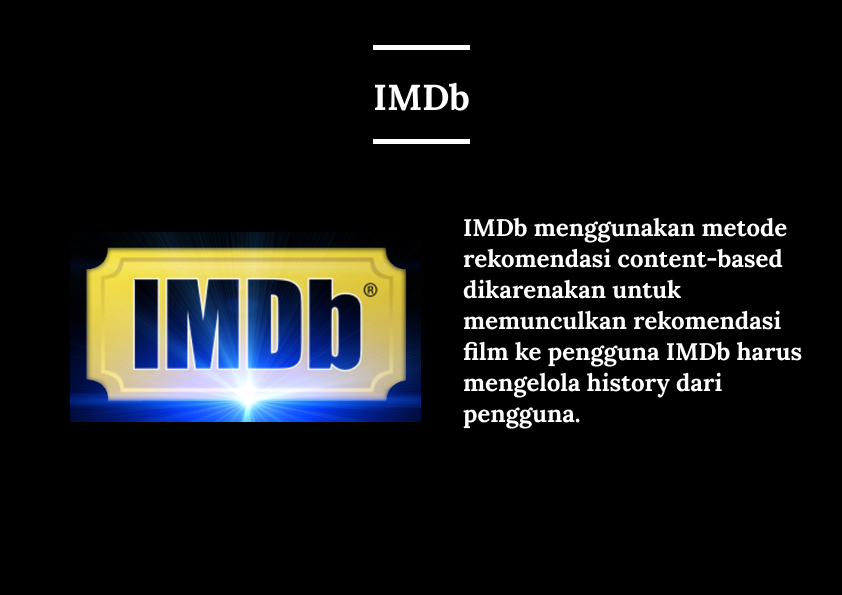 IMDb
IMDb®
IMDb menggunakan metode
rekomendasi content-based
dikarenakan untuk
memunculkan rekomendasi
film ke pengguna IMDb harus
mengelola history dari
pengguna.